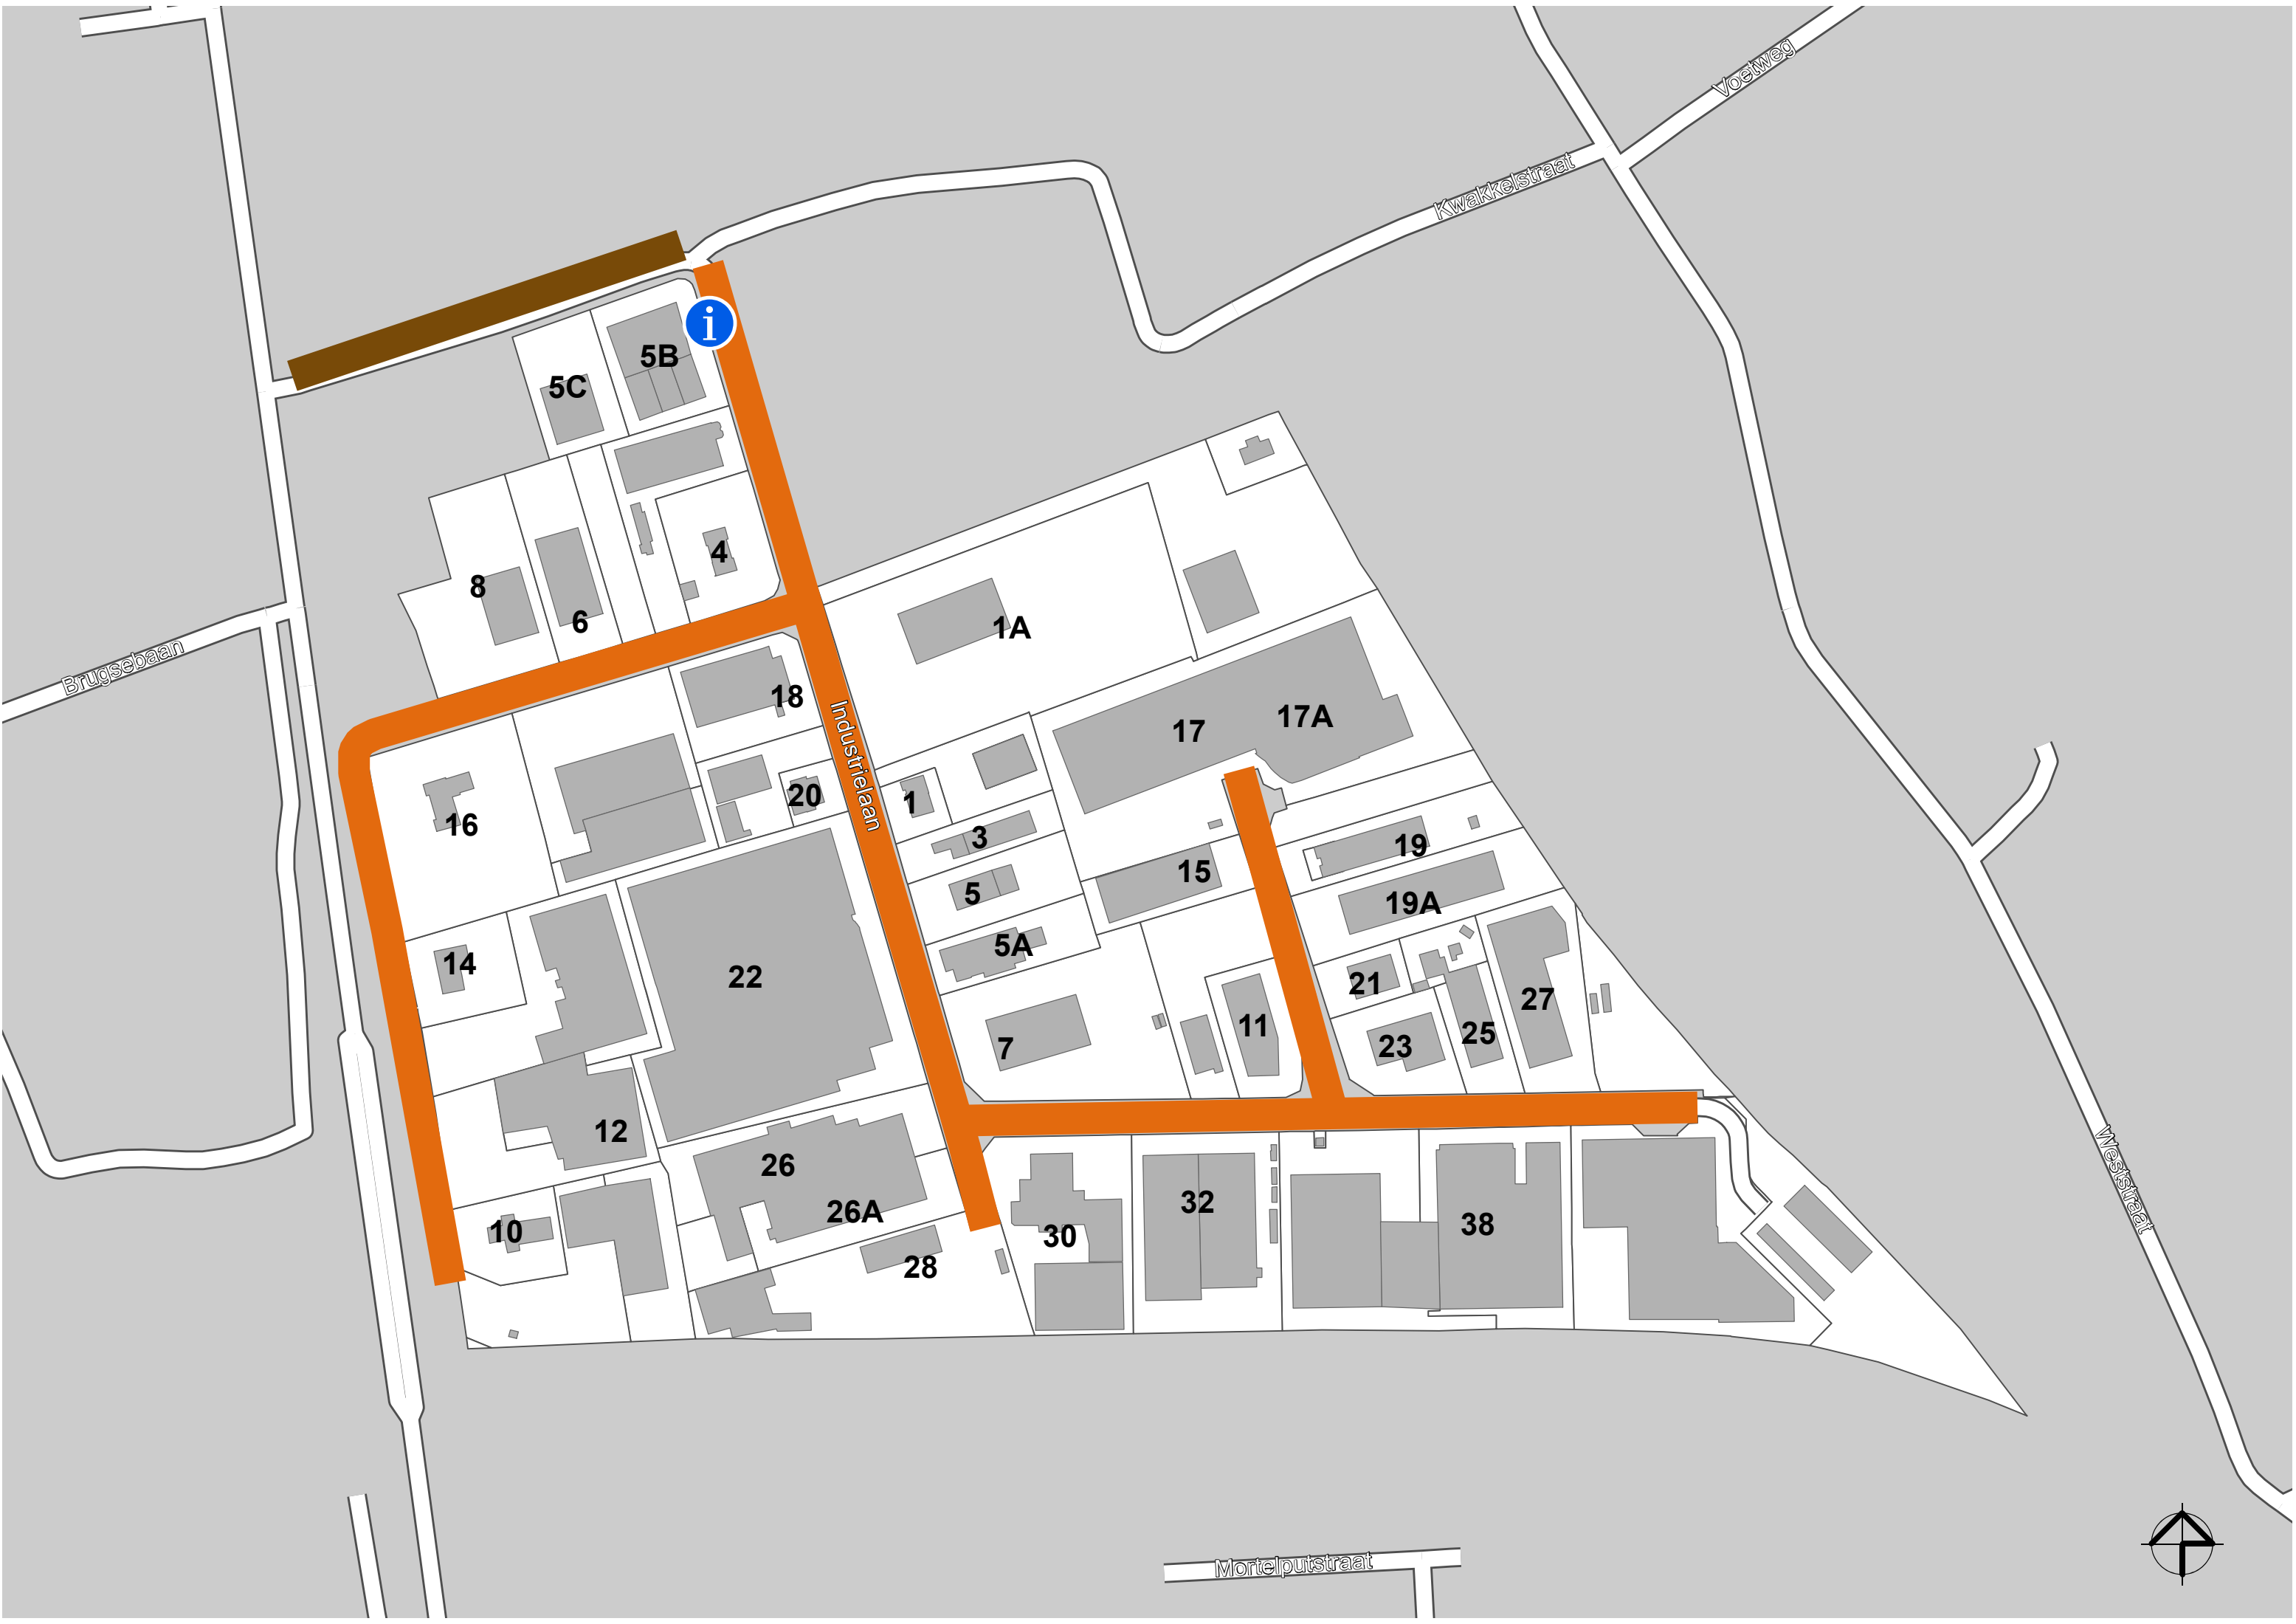 Voetweg
Kwakkelstraat
i
5B
5C
4
8
6
1A
Brugsebaan
18
Industrielaan
17
17A
20
1
16
3
19
15
5
19A
5A
14
22
21
27
11
25
7
23
12
26
Weststraat
32
26A
10
38
30
28
Mortelputstraat